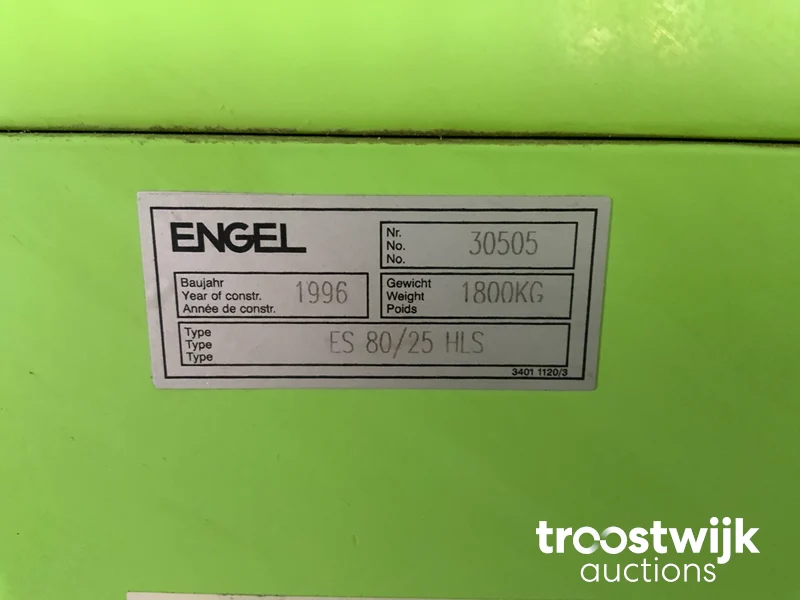 ENGEL
Nr.
No.
No.
30505
Baujahr
Year of constr.
Année de constr.
1996
Gewicht
Weight
Poids
1800KG
Type
Type
Type
ES 80/25 HLS
3401 1120/3
troostwijk
auctions